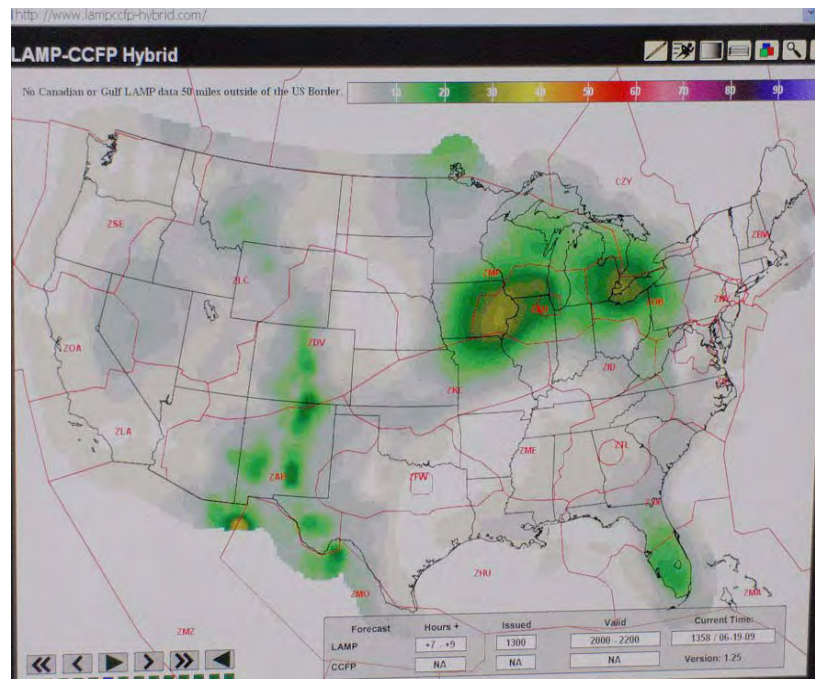 http://www.lampccfp-hybrid.com/
LAMP-CCFP Hybrid
No Canadian or Gulf LAMP data 50 miles outside of the US Border.
10 20 30 40 50 60 70 80 90
CZY
ZSE
ZBW
ZMP
ZLC
ZOA
ZDV
ZID
ZKC
ZLA
ZME
ZTL
ZAB
ZFW
ZHU
ZMA
ZMO
ZMZ
Forecast Hours + Issued Valid Current Time:
LAMP +7 - +9 1300 2000 - 2200 1358 / 06-19-09
CCFP NA NA NA Version: 1.25